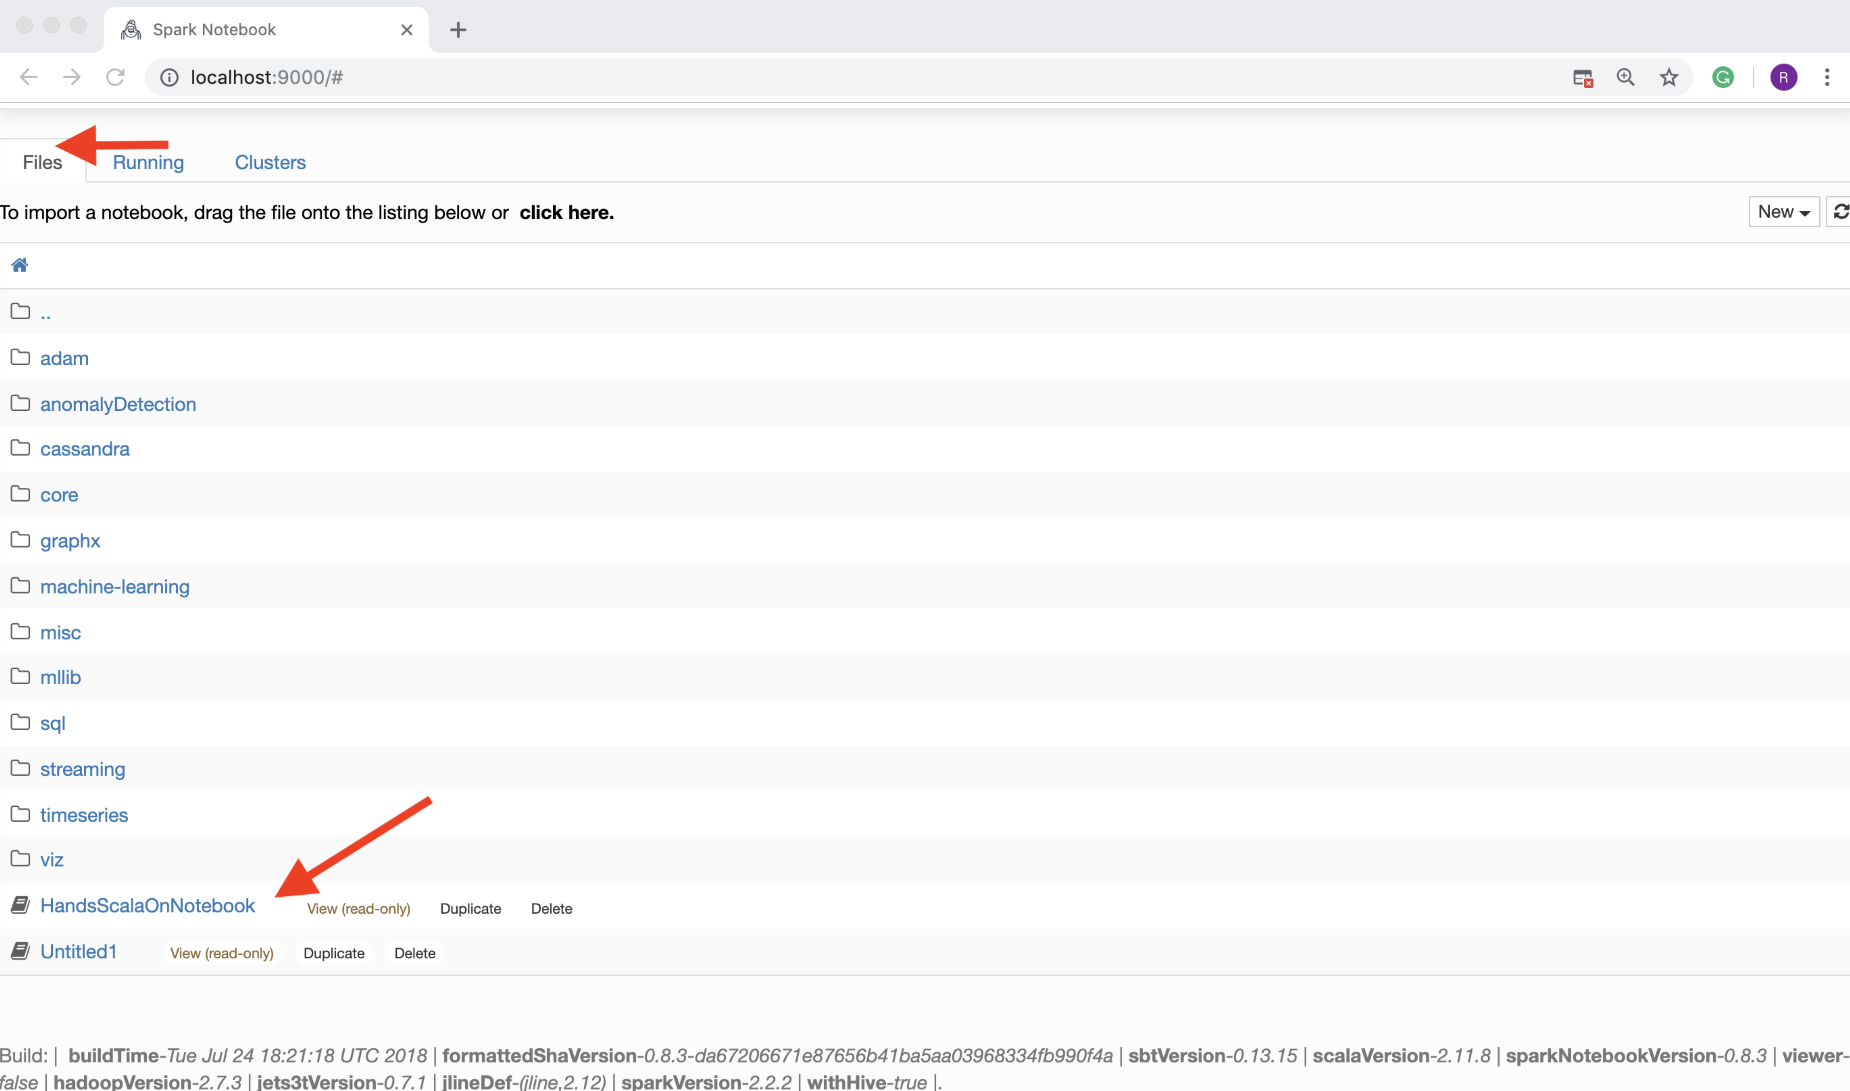 Spark Notebook
localhost:9000/#
G
R
Files Running Clusters
To import a notebook, drag the file onto the listing below or click here.
New
..
adam
anomalyDetection
cassandra
core
graphx
machine-learning
misc
mllib
sql
streaming
timeseries
viz
HandsScalaOnNotebook View (read-only) Duplicate Delete
Untitled1 View (read-only) Duplicate Delete
Build: | buildTime-Tue Jul 24 18:21:18 UTC 2018 | formattedShaVersion-0.8.3-da67206671e87656b41ba5aa03968334fb990f4a | sbtVersion-0.13.15 | scalaVersion-2.11.8 | sparkNotebookVersion-0.8.3 | viewer-
false | hadoopVersion-2.7.3 | jets3tVersion-0.7.1 | jlineDef-(jline,2.12) | sparkVersion-2.2.2 | withHive-true |.